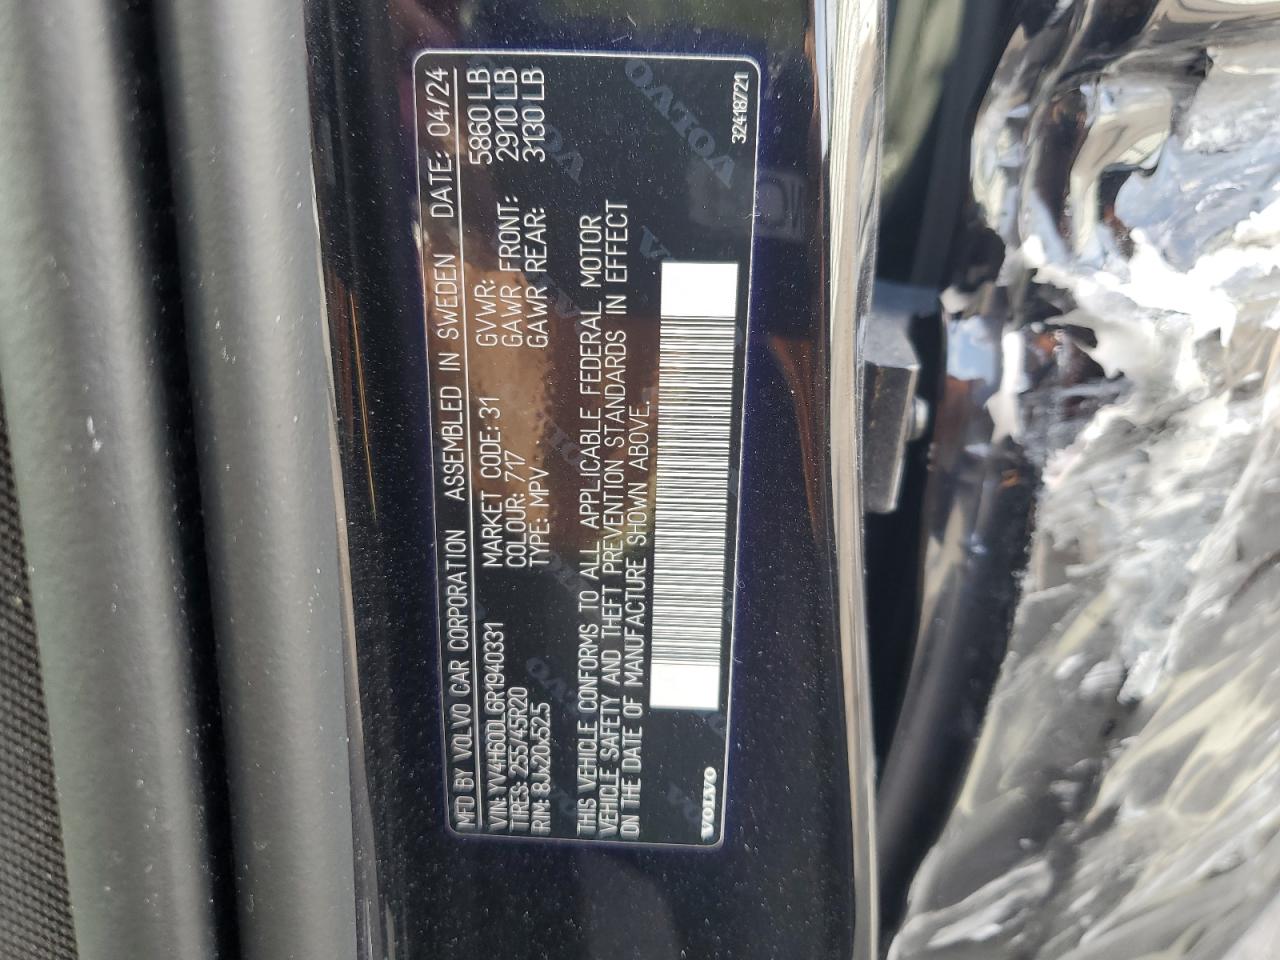 MFD BY VOLVO CAR CORPORATION ASSEMBLED IN SWEDEN DATE: 04/24
VIN: YV4H60DL6R1940331 MARKET CODE: 31 GVWR: 5860 LB
TIRES: 255/45R20 COLOUR: 717 GAWR FRONT: 2910 LB
RIM: 8Jx20x52.5 TYPE: MPV GAWR REAR: 3130 LB
THIS VEHICLE CONFORMS TO ALL APPLICABLE FEDERAL MOTOR
VEHICLE SAFETY AND THEFT PREVENTION STANDARDS IN EFFECT
ON THE DATE OF MANUFACTURE SHOWN ABOVE.
VOLVO 32418721